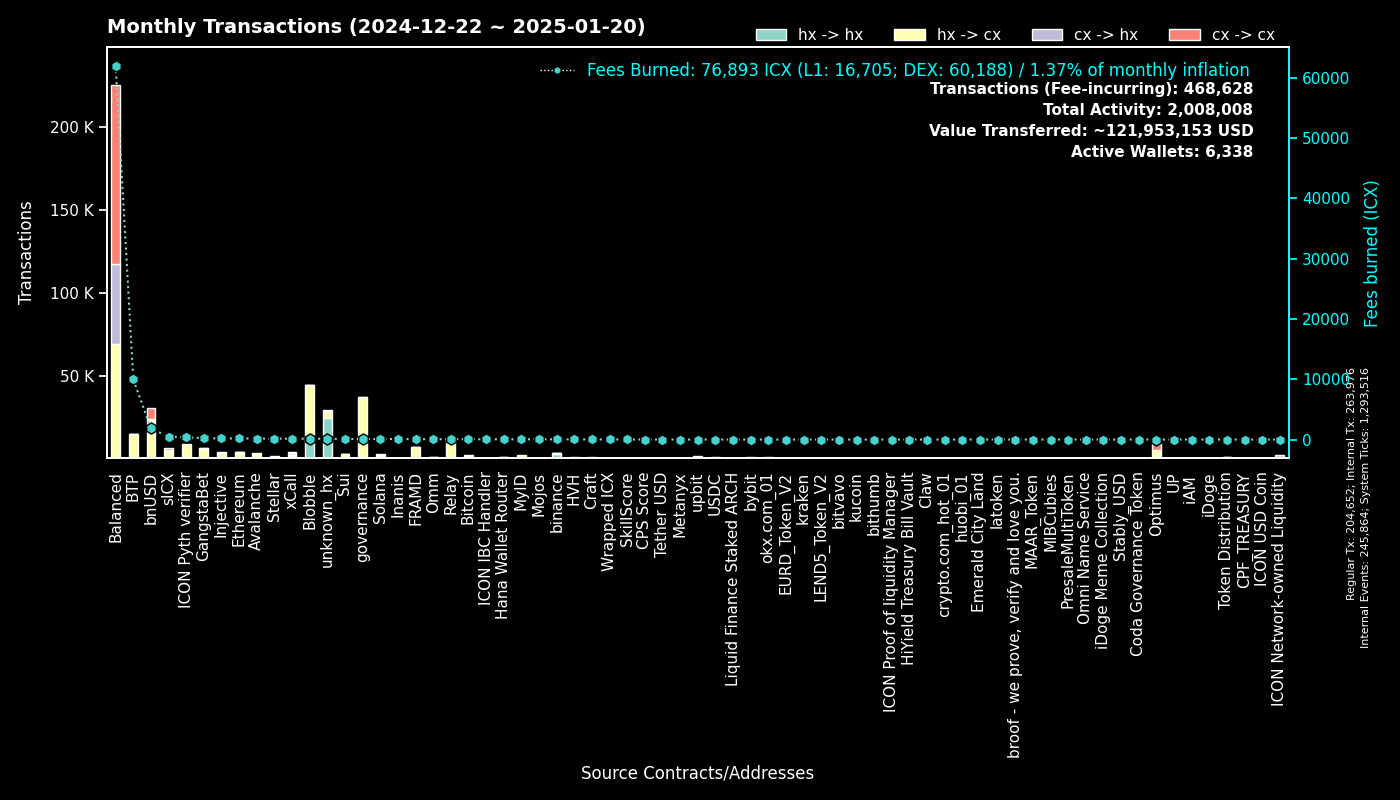 Monthly Transactions (2024-12-22 ~ 2025-01-20)
hx -> hx
hx -> cx
cx -> hx
cx -> cx
Fees Burned: 76,893 ICX (L1: 16,705; DEX: 60,188) / 1.37% of monthly inflation
Transactions (Fee-incurring): 468,628
Total Activity: 2,008,008
Value Transferred: ~121,953,153 USD
Active Wallets: 6,338
Transactions
200 K
150 K
100 K
50 K
60000
50000
40000
30000
20000
10000
0
Fees burned (ICX)
Regular Tx: 204,652; Internal Tx: 263,976
Internal Events: 245,864; System Ticks: 1,293,516
Balanced
BTP
bnUSD
sICX
ICON Pyth verifier
GangstaBet
Injective
Ethereum
Avalanche
Stellar
xCall
Blobble
unknown_hx
Sui
governance
Solana
Inanis
FRAMD
Omm
Relay
Bitcoin
ICON IBC Handler
Hana Wallet Router
MyID
Mojos
binance
HVH
Craft
Wrapped ICX
SkillScore
CPS Score
Tether USD
Metanyx
upbit
USDC
Liquid Finance Staked ARCH
bybit
okx.com_01
EURD_Token_V2
kraken
LEND5_Token_V2
bitvavo
kucoin
bithumb
ICON Proof of liquidity Manager
HiYield Treasury Bill Vault
Claw
crypto.com_hot_01
huobi_01
Emerald City Land
latoken
broof - we prove, verify and love you.
MAAR_Token
MIBCubies
PresaleMultiToken
Omni Name Service
iDoge Meme Collection
Stably_USD
Coda Governance Token
Optimus
UP
iAM
iDoge
Token Distribution
CPF_TREASURY
ICON USD Coin
ICON Network-owned Liquidity
Source Contracts/Addresses